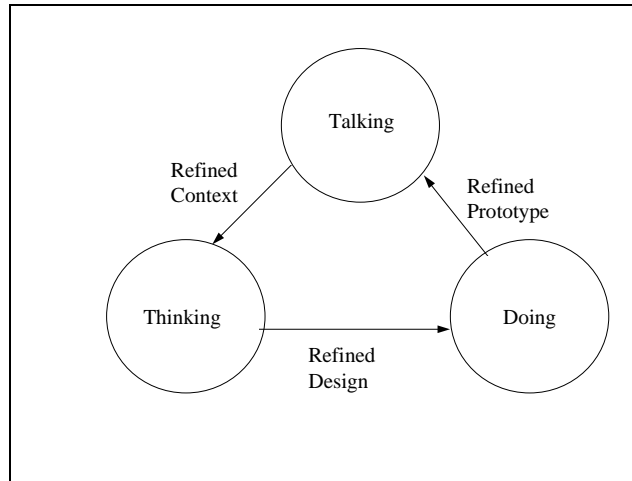 Talking
Refined
Context
Refined
Prototype
Thinking
Doing
Refined
Design